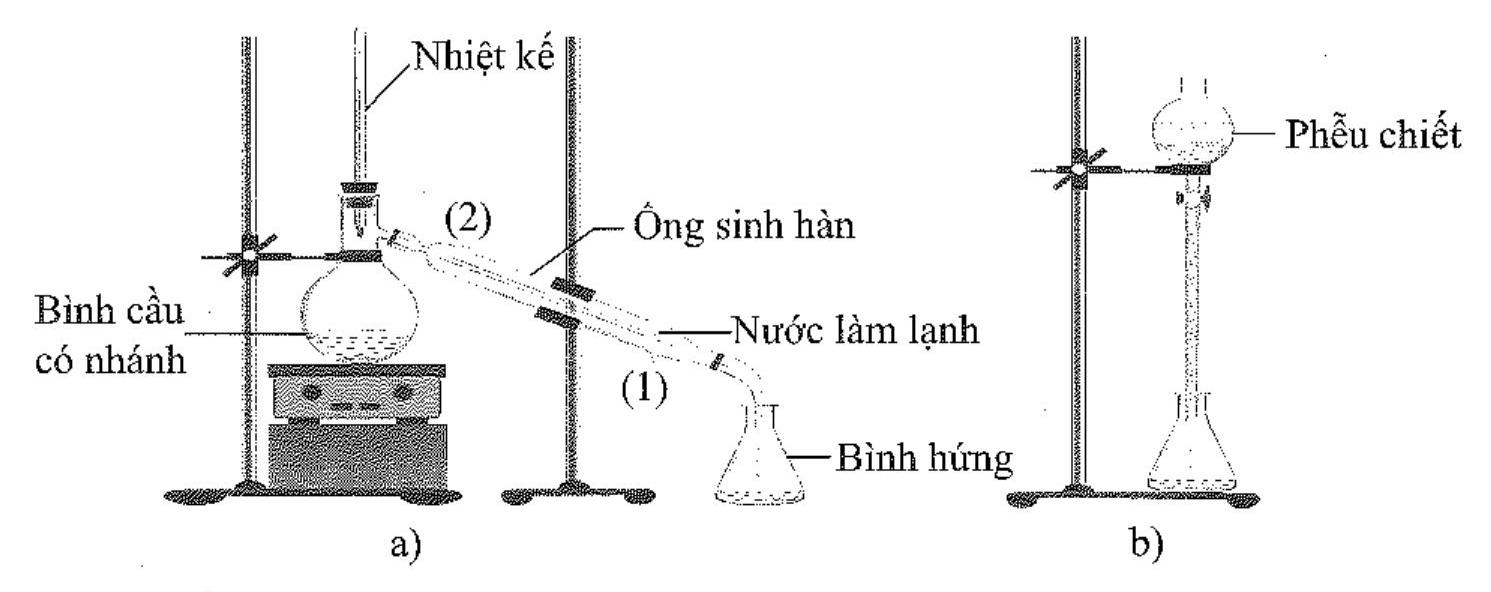 Nhiệt kế
Phễu chiết
(2)
Ống sinh hàn
Bình cầu
có nhánh
Nước làm lạnh
(1)
Bình hứng
a)
b)